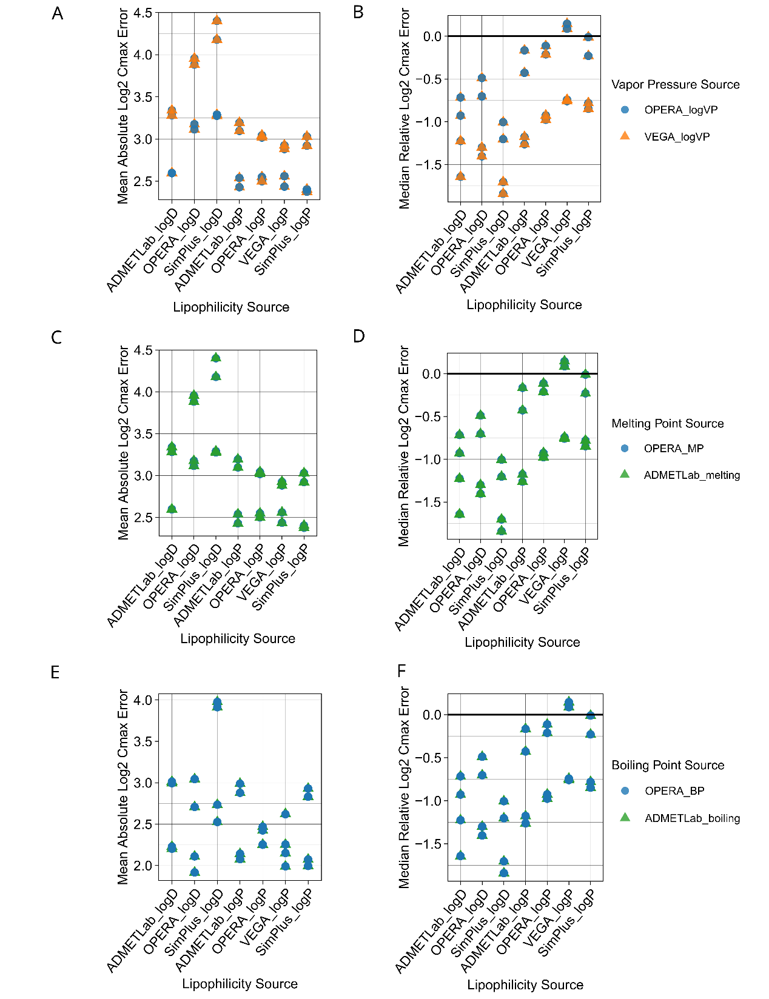 A
Mean Absolute Log2 Cmax Error
4.5
4.0
3.5
3.0
2.5
ADMETLab_logD
OPERA_logD
SimPlus_logD
ADMETLab_logP
OPERA_logP
VEGA_logP
SimPlus_logP
Lipophilicity Source
B
Median Relative Log2 Cmax Error
0.0
−0.5
−1.0
−1.5
ADMETLab_logD
OPERA_logD
SimPlus_logD
ADMETLab_logP
OPERA_logP
VEGA_logP
SimPlus_logP
Lipophilicity Source
Vapor Pressure Source
OPERA_logVP
VEGA_logVP
C
Mean Absolute Log2 Cmax Error
4.5
4.0
3.5
3.0
2.5
ADMETLab_logD
OPERA_logD
SimPlus_logD
ADMETLab_logP
OPERA_logP
VEGA_logP
SimPlus_logP
Lipophilicity Source
D
Median Relative Log2 Cmax Error
0.0
−0.5
−1.0
−1.5
ADMETLab_logD
OPERA_logD
SimPlus_logD
ADMETLab_logP
OPERA_logP
VEGA_logP
SimPlus_logP
Lipophilicity Source
Melting Point Source
OPERA_MP
ADMETLab_melting
E
Mean Absolute Log2 Cmax Error
4.0
3.5
3.0
2.5
2.0
ADMETLab_logD
OPERA_logD
SimPlus_logD
ADMETLab_logP
OPERA_logP
VEGA_logP
SimPlus_logP
Lipophilicity Source
F
Median Relative Log2 Cmax Error
0.0
−0.5
−1.0
−1.5
ADMETLab_logD
OPERA_logD
SimPlus_logD
ADMETLab_logP
OPERA_logP
VEGA_logP
SimPlus_logP
Lipophilicity Source
Boiling Point Source
OPERA_BP
ADMETLab_boiling